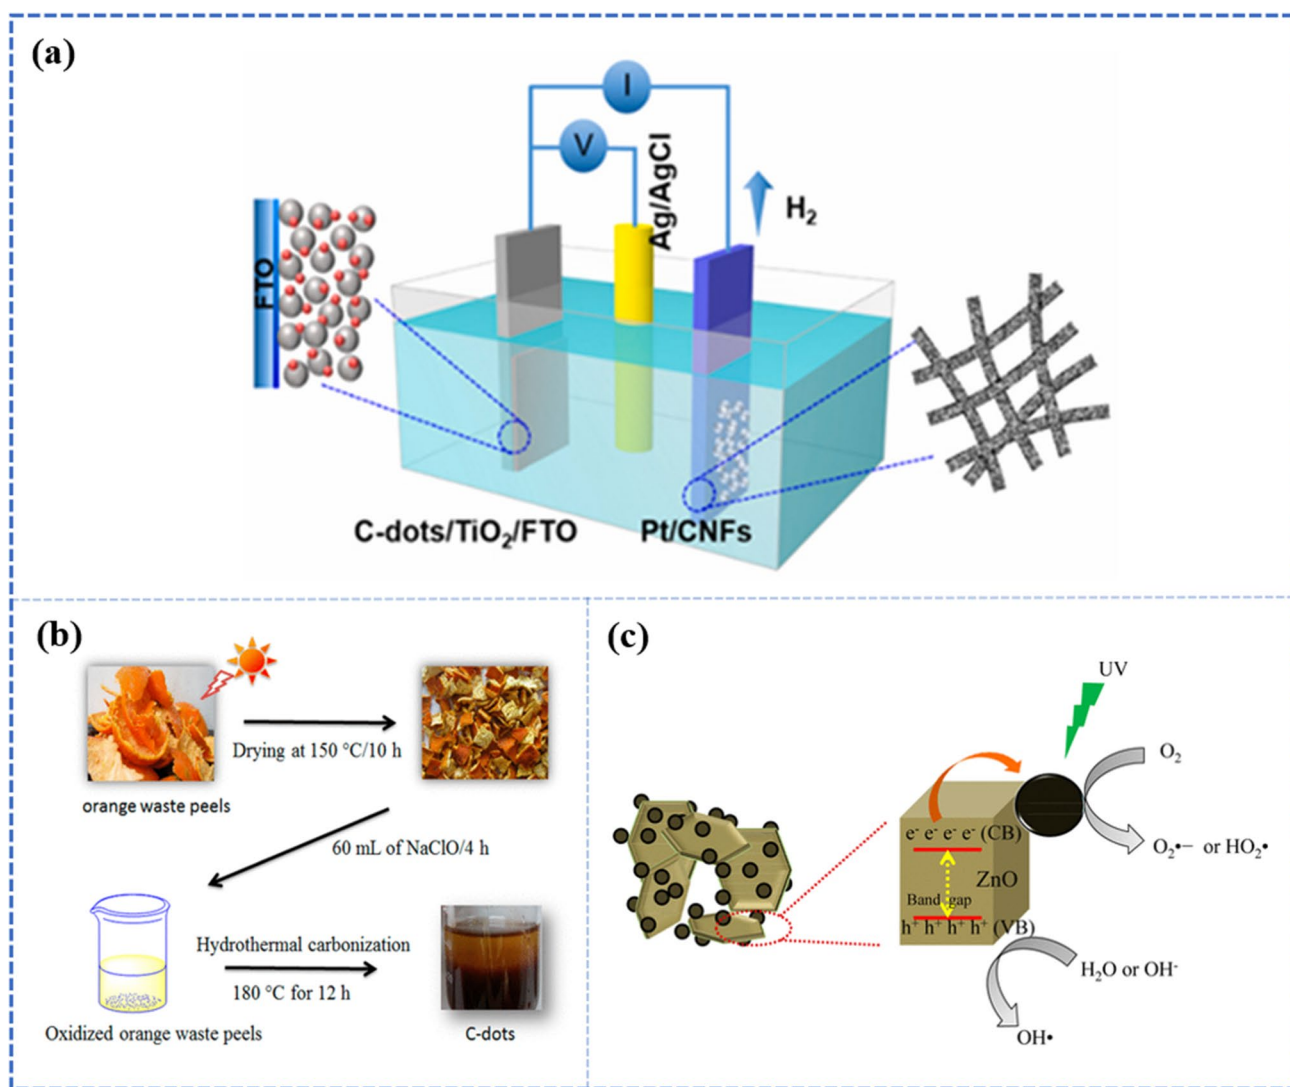 (a)
I
V
Ag/AgCl
H₂
FTO
C-dots/TiO₂/FTO
Pt/CNFs
(b)
Drying at 150 °C/10 h
orange waste peels
60 mL of NaClO/4 h
Hydrothermal carbonization
180 °C for 12 h
Oxidized orange waste peels
C-dots
(c)
UV
O₂
e⁻ e⁻ e⁻ e⁻ (CB)
O₂•− or HO₂•
ZnO
Band gap
h⁺ h⁺ h⁺ h⁺ (VB)
H₂O or OH⁻
OH•